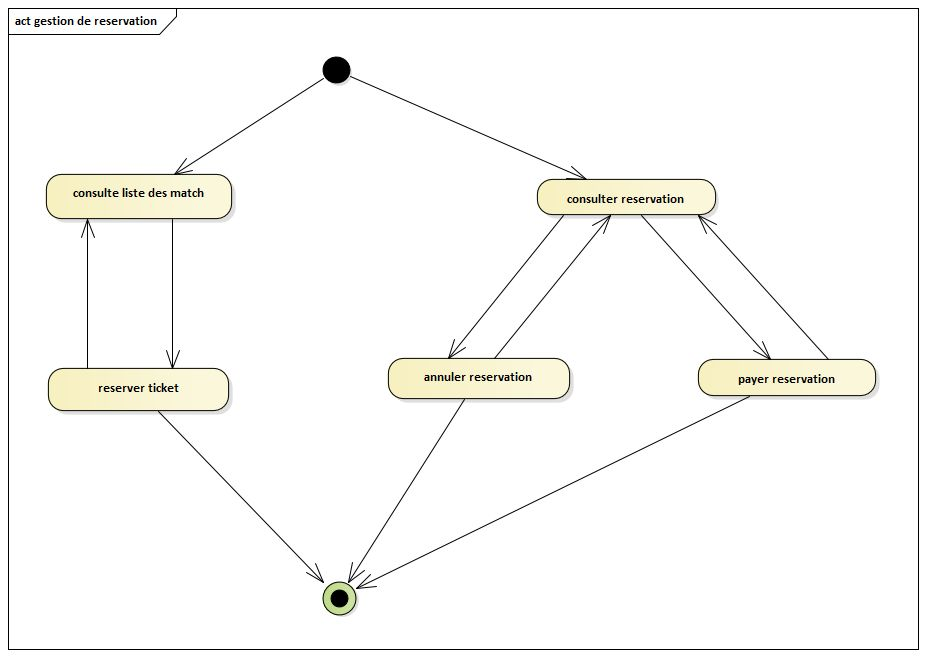 act gestion de reservation
consulte liste des match
consulter reservation
reserver ticket
annuler reservation
payer reservation